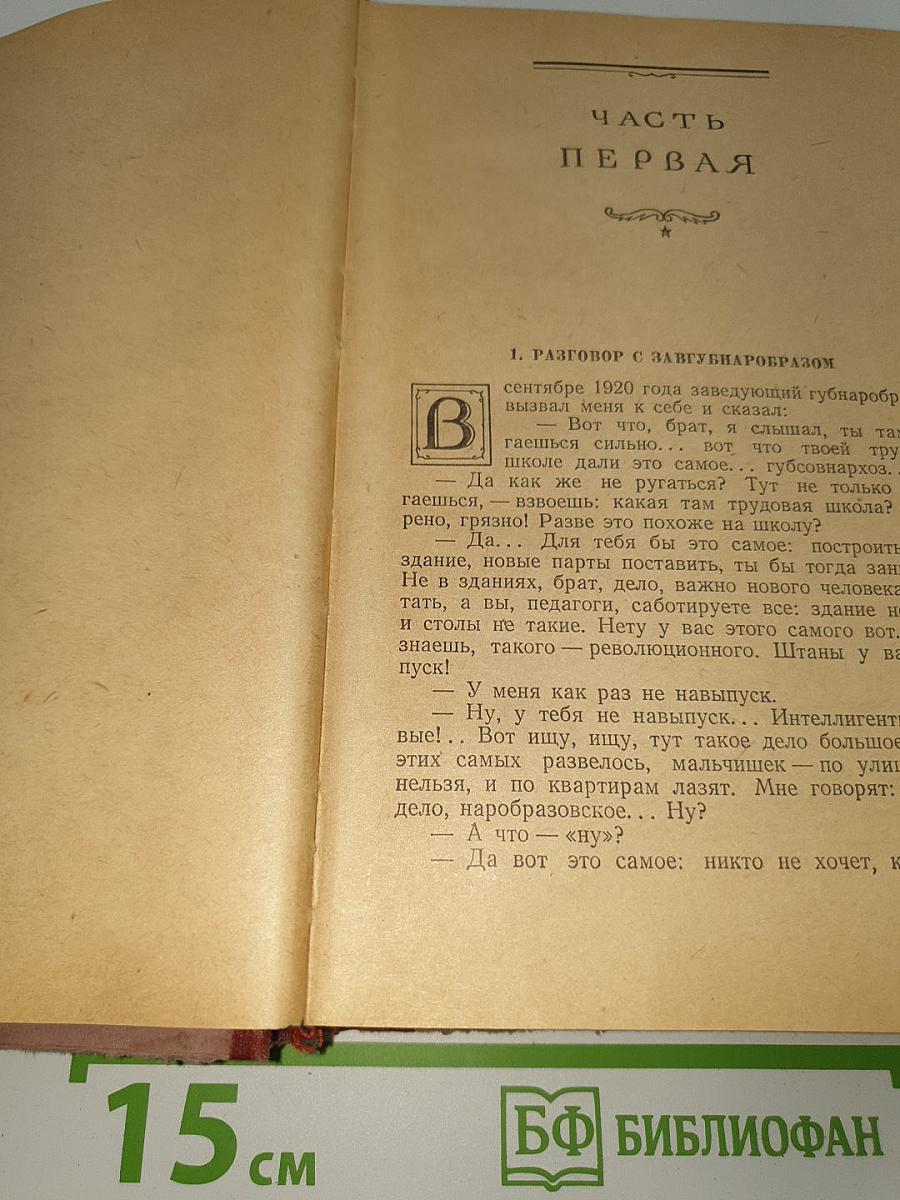 ЧАСТЬ
ПЕРВАЯ
1. РАЗГОВОР С ЗАВГУБНАРОБРАЗОМ
В сентябре 1920 года заведующий губнаробр
вызвал меня к себе и сказал:
— Вот что, брат, я слышал, ты та
гаешься сильно... вот что твоей тру
школе дали это самое... губсовнархоз..
— Да как же не ругаться? Тут не только
гаешься, — взвоешь: какая там трудовая школа?
рено, грязно! Разве это похоже на школу?
— Да... Для тебя бы это самое: построить
здание, новые парты поставить, ты бы тогда зан
Не в зданиях, брат, дело, важно нового человека
тать, а вы, педагоги, саботируете все: здание н
и столы не такие. Нету у вас этого самого вот.
знаешь, такого — революционного. Штаны у ва
пуск!
— У меня как раз не навыпуск.
— Ну, у тебя не навыпуск... Интеллигент
вые!.. Вот ищу, ищу, тут такое дело большое
этих самых развелось, мальчишек — по ули
нельзя, и по квартирам лазят. Мне говорят:
дело, наробразовское... Ну?
— А что — «ну»?
— Да вот это самое: никто не хочет, к
15 см
БФ БИБЛИОФАН